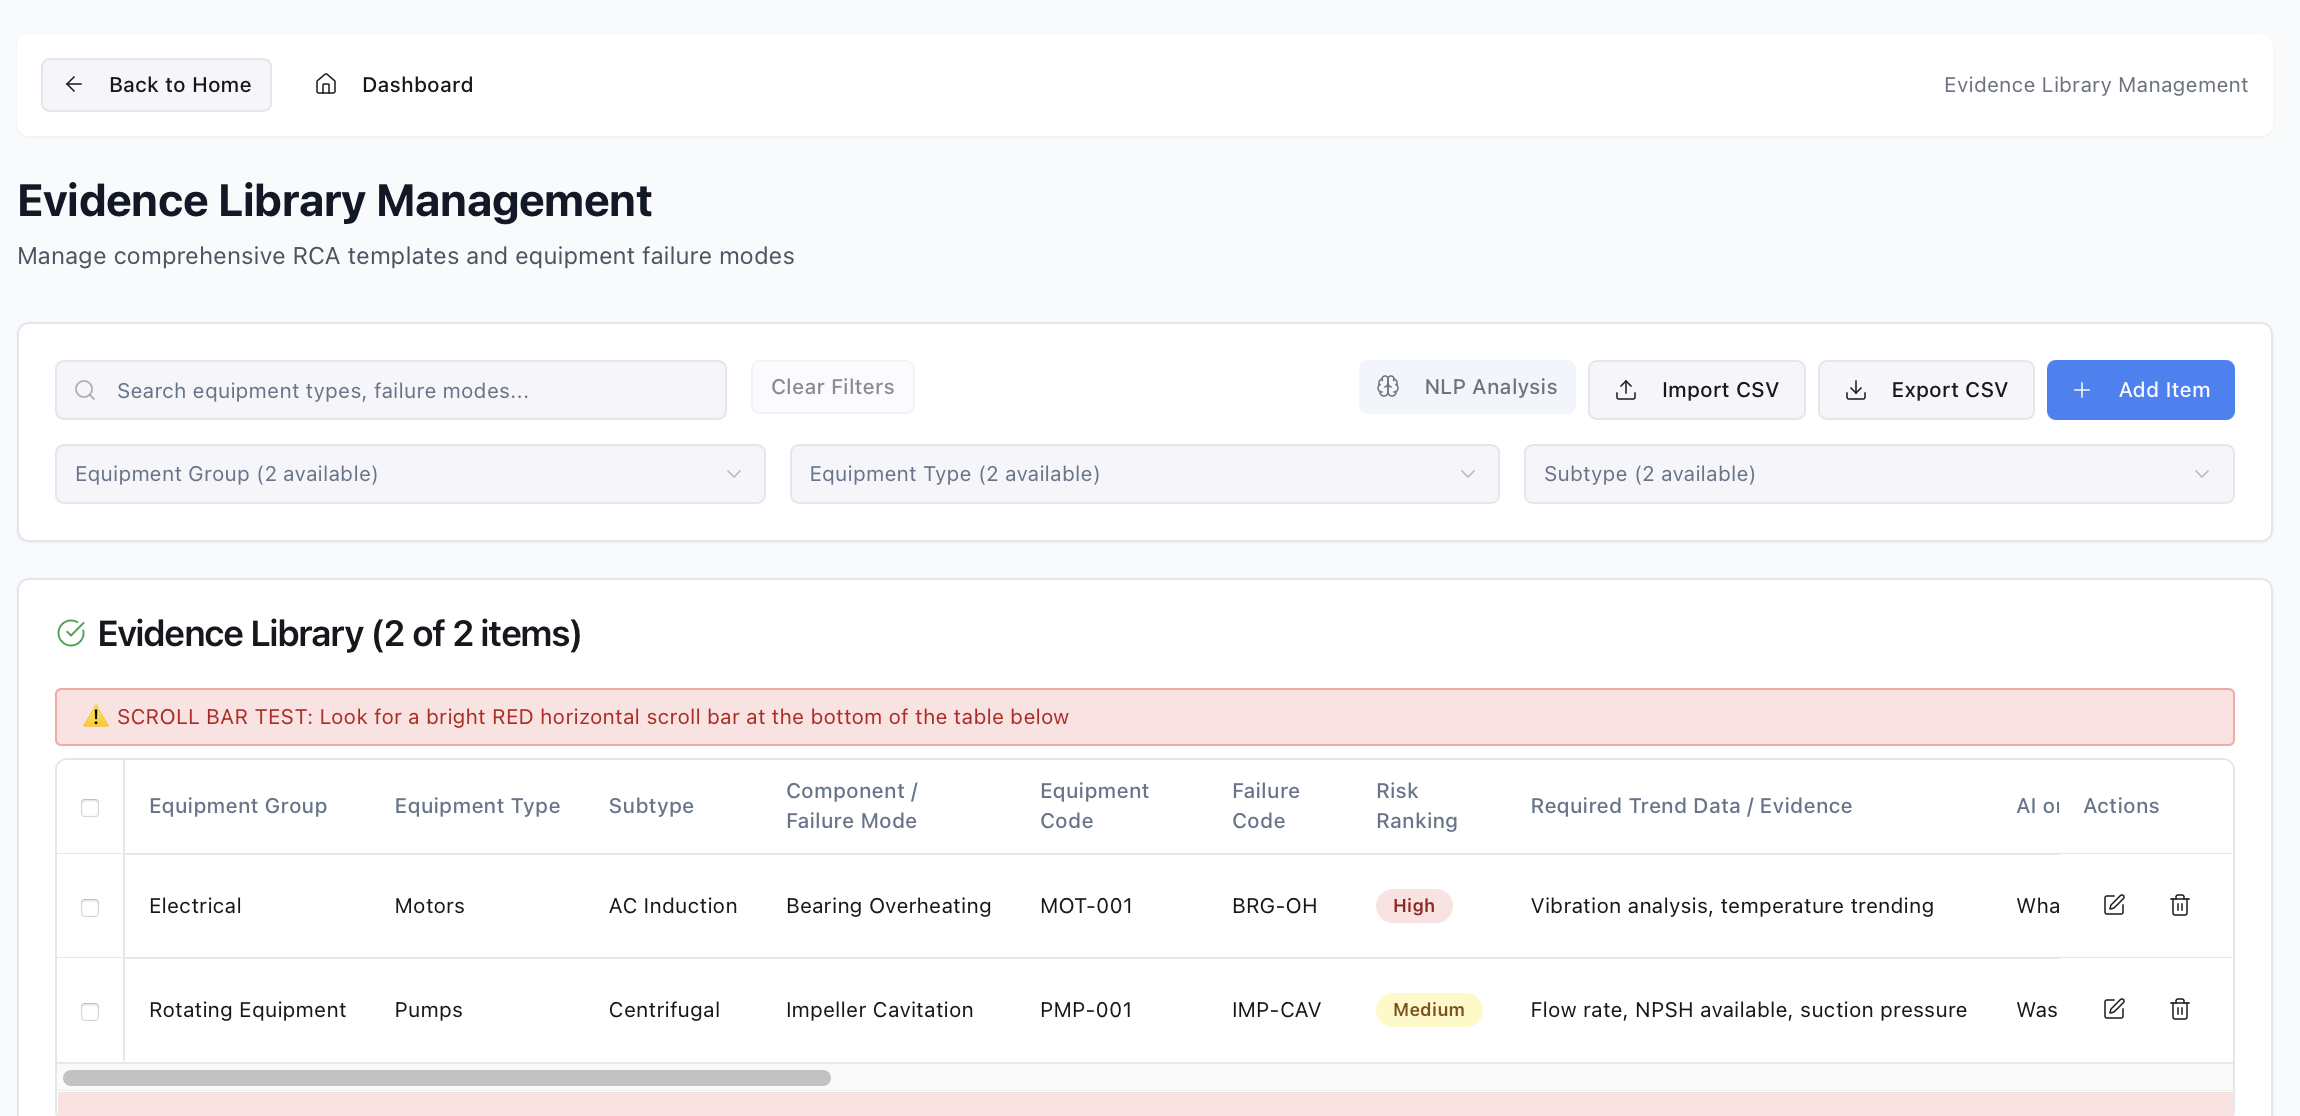 Back to Home
Dashboard
Evidence Library Management
Evidence Library Management
Manage comprehensive RCA templates and equipment failure modes
Search equipment types, failure modes...
Clear Filters
NLP Analysis
Import CSV
Export CSV
Add Item
Equipment Group (2 available)
Equipment Type (2 available)
Subtype (2 available)
Evidence Library (2 of 2 items)
⚠️ SCROLL BAR TEST: Look for a bright RED horizontal scroll bar at the bottom of the table below
Equipment Group
Equipment Type
Subtype
Component /
Failure Mode
Equipment
Code
Failure
Code
Risk
Ranking
Required Trend Data / Evidence
AI or
Actions
Electrical
Motors
AC Induction
Bearing Overheating
MOT-001
BRG-OH
High
Vibration analysis, temperature trending
Wha
Rotating Equipment
Pumps
Centrifugal
Impeller Cavitation
PMP-001
IMP-CAV
Medium
Flow rate, NPSH available, suction pressure
Was